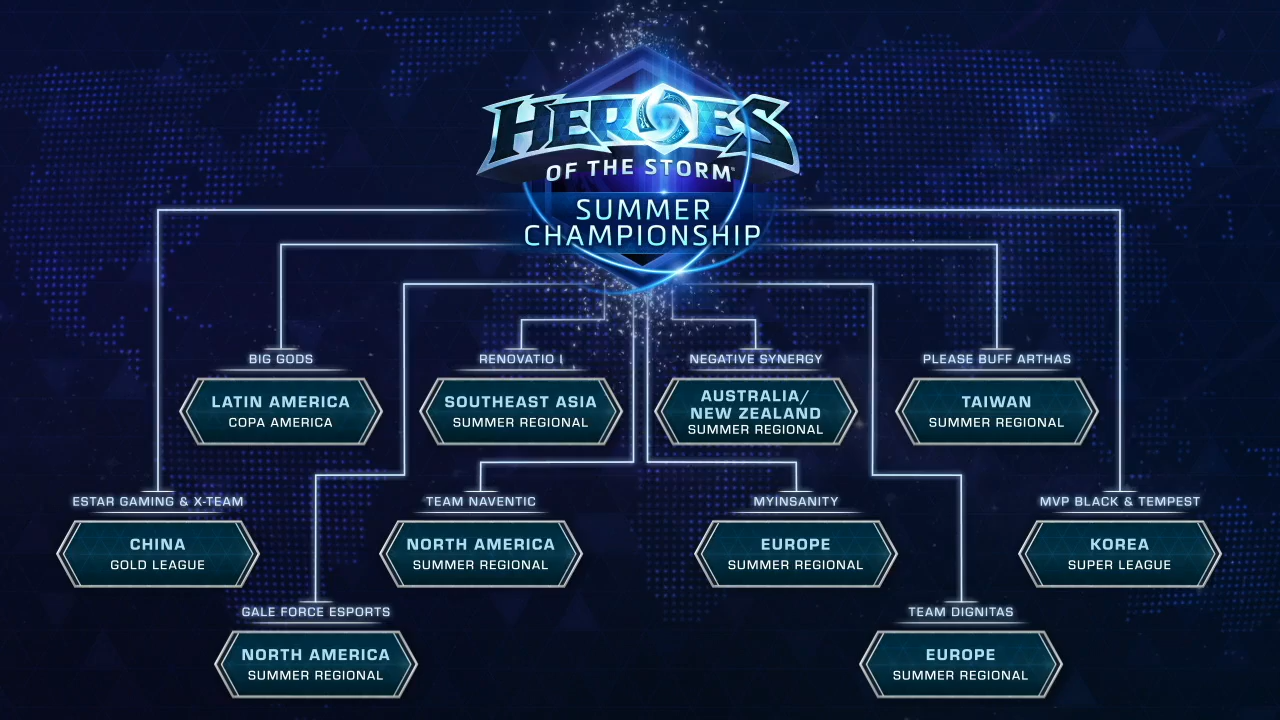 HEROES
OF THE STORM
SUMMER
CHAMPIONSHIP
BIG GODS
LATIN AMERICA
COPA AMERICA
RENOVATIO I
SOUTHEAST ASIA
SUMMER REGIONAL
NEGATIVE SYNERGY
AUSTRALIA/
NEW ZEALAND
SUMMER REGIONAL
PLEASE BUFF ARTHAS
TAIWAN
SUMMER REGIONAL
ESTAR GAMING & X-TEAM
CHINA
GOLD LEAGUE
TEAM NAVENTIC
NORTH AMERICA
SUMMER REGIONAL
MYINSANITY
EUROPE
SUMMER REGIONAL
MVP BLACK & TEMPEST
KOREA
SUPER LEAGUE
GALE FORCE ESPORTS
NORTH AMERICA
SUMMER REGIONAL
TEAM DIGNITAS
EUROPE
SUMMER REGIONAL